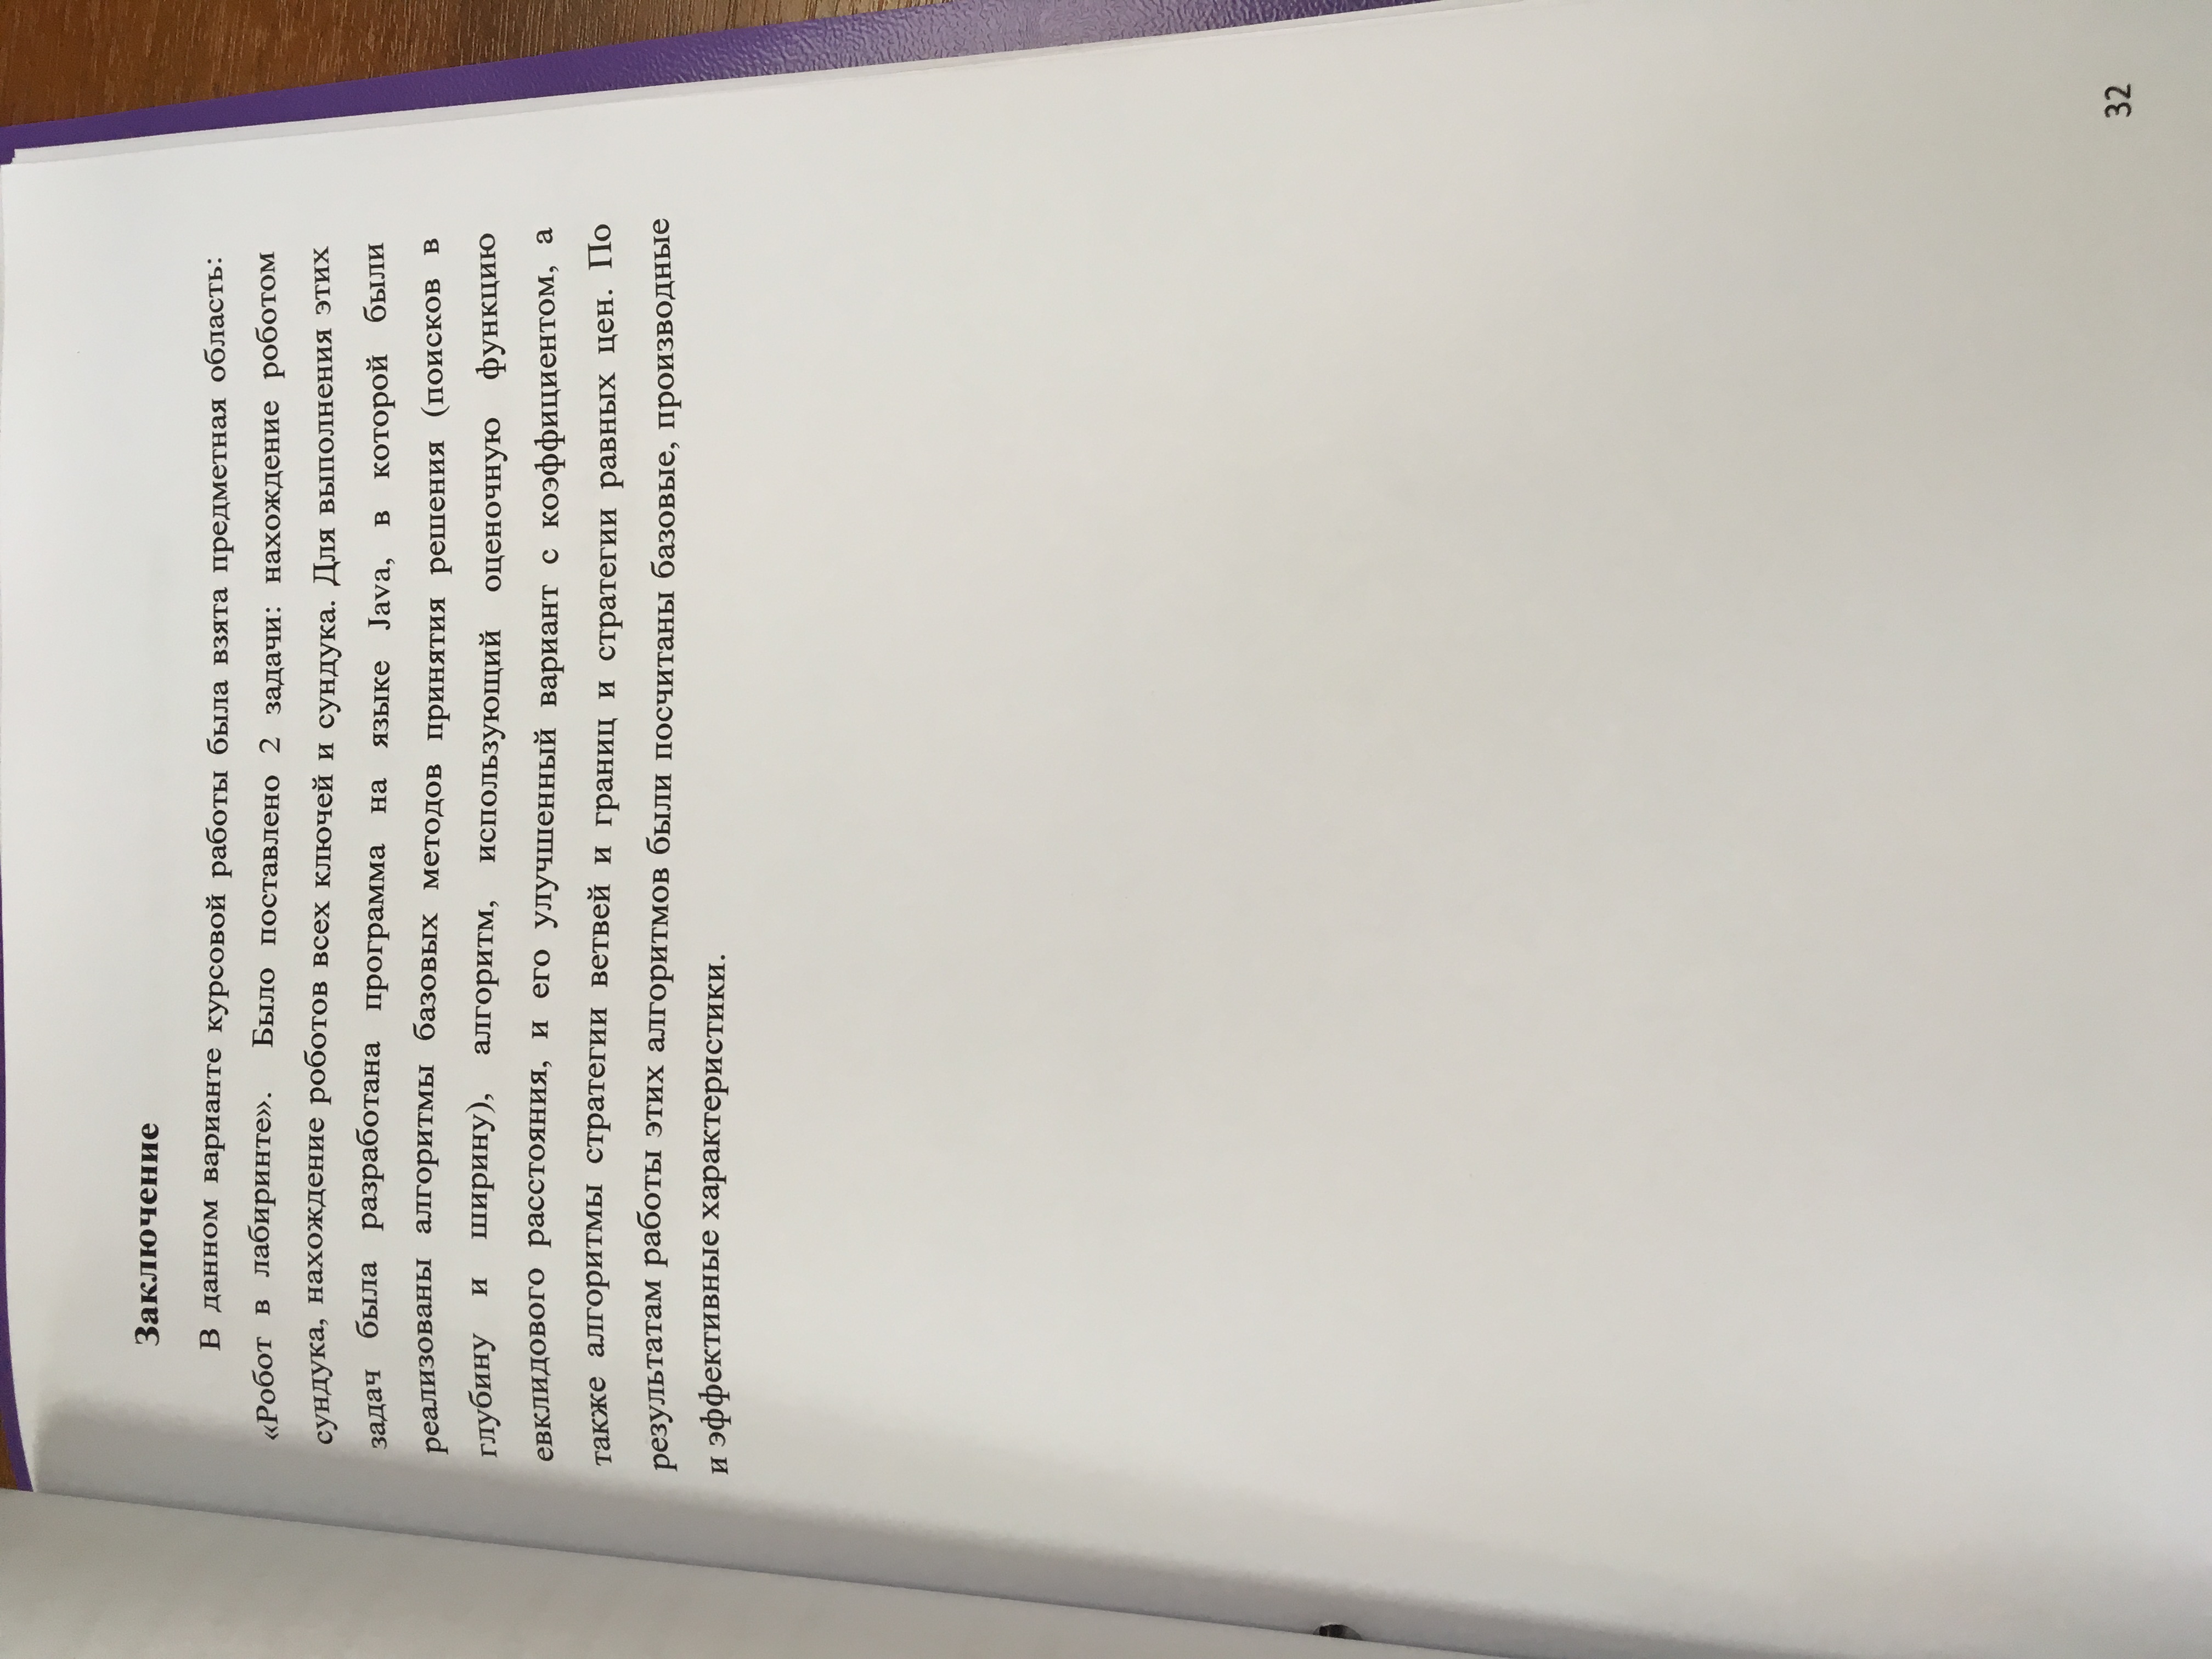 Заключение
В данном варианте курсовой работы была взята предметная область:
«Робот в лабиринте». Было поставлено 2 задачи: нахождение роботом
сундука, нахождение роботов всех ключей и сундука. Для выполнения этих
задач была разработана программа на языке Java, в которой были
реализованы алгоритмы базовых методов принятия решения (поисков в
глубину и ширину), алгоритм, использующий оценочную функцию
евклидового расстояния, и его улучшенный вариант с коэффициентом, а
также алгоритмы стратегии ветвей и границ и стратегии равных цен. По
результатам работы этих алгоритмов были посчитаны базовые, производные
и эффективные характеристики.
32